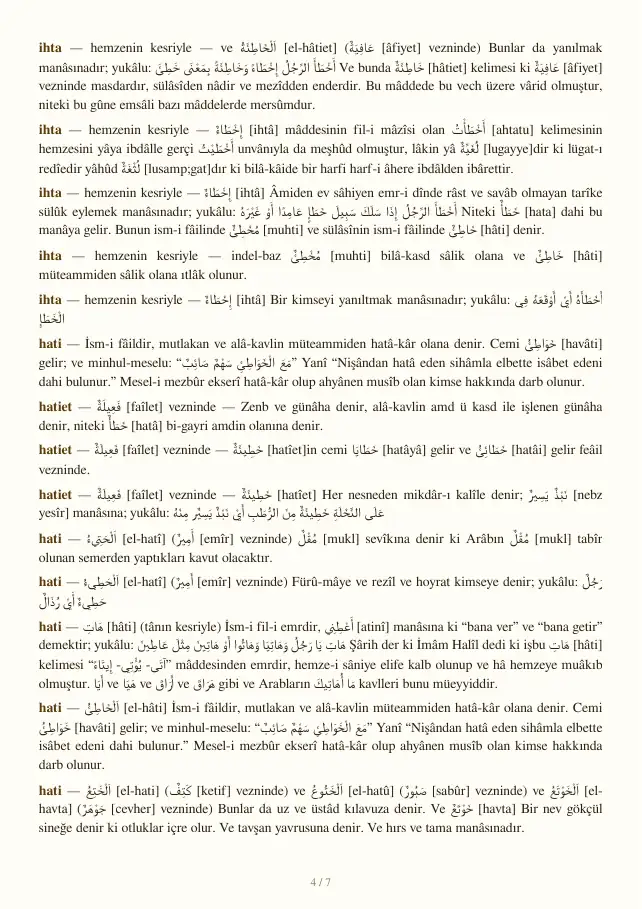 ihta — hemzenin kesriyle — ve اَلْخَاطِئَةُ [el-hâtiet] (عَافِيَةٌ [âfiyet] vezninde) Bunlar da yanılmak
manâsınadır; yukâlu: أَخْطَأَ الرَّجُلُ إِخْطَاءً وَخَاطِئَةً بِمَعْنَى خَطِئَ Ve bunda خَاطِئَةٌ [hâtiet] kelimesi ki عَافِيَةٌ [âfiyet]
vezninde masdardır, sülâsîden nâdir ve mezîdden enderdir. Bu mâddede bu vech üzere vârid olmuştur,
niteki bu gûne emsâli bazı mâddelerde mersûmdur.
ihta — hemzenin kesriyle — إِخْطَاءٌ [ihtâ] mâddesinin fil-i mâzîsi olan أَخْطَأْتُ [ahtatu] kelimesinin
hemzesini yâya ibdâlle gerçi أَخْطَيْتُ unvânıyla da meşhûd olmuştur, lâkin yâ لُغَيَّةٌ [lugayye]dir ki lügat-ı
redîedir yâhûd لُثْغَةٌ [lusamp;gat]dır ki bilâ-kâide bir harfi harf-i âhere ibdâlden ibârettir.
ihta — hemzenin kesriyle — إِخْطَاءٌ [ihtâ] Âmiden ev sâhiyen emr-i dînde râst ve savâb olmayan tarîke
sülûk eylemek manâsınadır; yukâlu: أَخْطَأَ الرَّجُلُ إِذَا سَلَكَ سَبِيلَ خَطَإٍ عَامِدًا أَوْ غَيْرَهُ Niteki خَطَأٌ [hata] dahi bu
manâya gelir. Bunun ism-i fâilinde مُخْطِئٌ [muhti] ve sülâsînin ism-i fâilinde خَاطِئٌ [hâti] denir.
ihta — hemzenin kesriyle — indel-baz مُخْطِئٌ [muhti] bilâ-kasd sâlik olana ve خَاطِئٌ [hâti]
müteammiden sâlik olana ıtlâk olunur.
ihta — hemzenin kesriyle — إِخْطَاءٌ [ihtâ] Bir kimseyi yanıltmak manâsınadır; yukâlu: أَخْطَأَهُ أَيْ أَوْقَعَهُ فِي
الْخَطَإِ
hati — İsm-i fâildir, mutlakan ve alâ-kavlin müteammiden hatâ-kâr olana denir. Cemi خَوَاطِئُ [havâti]
gelir; ve minhul-meselu: “مَعَ الْخَوَاطِئِ سَهْمٌ صَائِبٌ” Yanî “Nişândan hatâ eden sihâmla elbette isâbet edeni
dahi bulunur.” Mesel-i mezbûr ekserî hatâ-kâr olup ahyânen musîb olan kimse hakkında darb olunur.
hatiet — فَعِيلَةٌ [faîlet] vezninde — Zenb ve günâha denir, alâ-kavlin amd ü kasd ile işlenen günâha
denir, niteki خَطَأٌ [hatâ] bi-gayri amdin olanına denir.
hatiet — فَعِيلَةٌ [faîlet] vezninde — خَطِيئَةٌ [hatîet]in cemi خَطَايَا [hatâyâ] gelir ve خَطَائِئُ [hatâi] gelir feâil
vezninde.
hatiet — فَعِيلَةٌ [faîlet] vezninde — خَطِيئَةٌ [hatîet] Her nesneden mikdâr-ı kalîle denir; نَبْذٌ يَسِيرٌ [nebz
yesîr] manâsına; yukâlu: عَلَى النَّخْلَةِ خَطِيئَةٌ مِنَ الرُّطَبِ أَيْ نَبْذٌ يَسِيرٌ مِنْهُ
hati — اَلْحَتِيءُ [el-hatî] (أَمِيرٌ [emîr] vezninde) مُقْلٌ [mukl] sevîkına denir ki Arâbın مُقْلٌ [mukl] tabîr
olunan semerden yaptıkları kavut olacaktır.
hati — اَلْحَطِيءُ [el-hatî] (أَمِيرٌ [emîr] vezninde) Fürû-mâye ve rezîl ve hoyrat kimseye denir; yukâlu: رَجُلٌ
حَطِيءٌ أَيْ رُذَالٌ
hati — هَاتِ [hâti] (tânın kesriyle) İsm-i fil-i emrdir, أَعْطِنِي [atinî] manâsına ki “bana ver” ve “bana getir”
demektir; yukâlu: هَاتِ يَا رَجُلُ وَهَاتِيَا وَهَاتُوا أَوْ هَاتِيْنَ مِثْلَ عَاطِينَ Şârih der ki İmâm Halîl dedi ki işbu هَاتِ [hâti]
kelimesi “آتَى- يُؤْتِي- إِيتَاءً” mâddesinden emrdir, hemze-i sâniye elife kalb olunup ve hâ hemzeye muâkıb
olmuştur. أَيَا ve هَيَا ve أَرَاقَ ve هَرَاقَ gibi ve Arabların مَا أُهَاتِيكَ kavlleri bunu müeyyiddir.
hati — اَلْخَاطِئُ [el-hâti] İsm-i fâildir, mutlakan ve alâ-kavlin müteammiden hatâ-kâr olana denir. Cemi
خَوَاطِئُ [havâti] gelir; ve minhul-meselu: “مَعَ الْخَوَاطِئِ سَهْمٌ صَائِبٌ” Yanî “Nişândan hatâ eden sihâmla elbette
isâbet edeni dahi bulunur.” Mesel-i mezbûr ekserî hatâ-kâr olup ahyânen musîb olan kimse hakkında
darb olunur.
hati — اَلْخَتِعُ [el-hati] (كَتِفٌ [ketif] vezninde) ve اَلْخَتُوعُ [el-hatû] (صَبُورٌ [sabûr] vezninde) ve اَلْخَوْتَعُ [el-
havta] (جَوْهَرٌ [cevher] vezninde) Bunlar da uz ve üstâd kılavuza denir. Ve خَوْتَعٌ [havta] Bir nev gökçül
sineğe denir ki otluklar içre olur. Ve tavşan yavrusuna denir. Ve hırs ve tama manâsınadır.
4 / 7